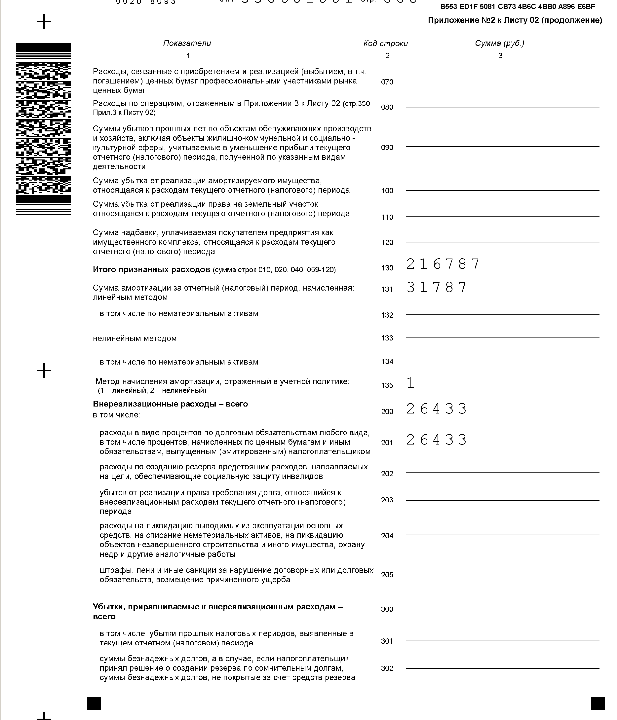 B553 ED1F 5081 CB73 4B6C 4BB0 A896 E6BF
Приложение №2 к Листу 02 (продолжение)
Показатели Код строки Сумма (руб.)
1 2 3
Расходы, связанные с приобретением и реализацией (выбытием, в т.ч.
погашением) ценных бумаг профессиональными участниками рынка 070
ценных бумаг
Расходы по операциям, отраженным в Приложении 3 к Листу 02 (стр.350 080
Прил.3 к Листу 02)
Суммы убытков прошлых лет по объектам обслуживающих производств
и хозяйств, включая объекты жилищно-коммунальной и социально -
культурной сферы, учитываемые в уменьшение прибыли текущего 090
отчетного (налогового) периода, полученной по указанным видам
деятельности
Сумма убытка от реализации амортизируемого имущества,
относящаяся к расходам текущего отчетного (налогового) периода 100
Сумма убытка от реализации права на земельный участок,
относящаяся к расходам текущего отчетного (налогового) периода 110
Сумма надбавки, уплачиваемая покупателем предприятия как
имущественного комплекса, относящаяся к расходам текущего 120
отчетного (налогового) периода
Итого признанных расходов (сумма строк 010, 020, 040, 059-120) 130 216787
Сумма амортизации за отчетный (налоговый) период, начисленная: 131 31787
линейным методом
в том числе по нематериальным активам 132
нелинейным методом 133
в том числе по нематериальным активам 134
Метод начисления амортизации, отраженный в учетной политике: 135 1
(1 - линейный, 2 - нелинейный)
Внереализационные расходы – всего 200 26433
в том числе:
расходы в виде процентов по долговым обязательствам любого вида,
в том числе процентов, начисленных по ценным бумагам и иным 201 26433
обязательствам, выпущенным (эмитированным) налогоплательщиком
расходы по созданию резерва предстоящих расходов, направляемых
на цели, обеспечивающие социальную защиту инвалидов 202
убытки от реализации права требования долга, относящийся к
внереализационным расходам текущего отчетного (налогового) 203
периода
расходы на ликвидацию выводимых из эксплуатации основных
средств, на списание нематериальных активов, на ликвидацию 204
объектов незавершенного строительства и иного имущества, охрану
недр и другие аналогичные работы
штрафы, пени и иные санкции за нарушение договорных или долговых 205
обязательств, возмещение причиненного ущерба
Убытки, приравниваемые к внереализационным расходам – 300
всего
в том числе: убытки прошлых налоговых периодов, выявленные в
текущем отчетном (налоговом) периоде 301
суммы безнадежных долгов, а в случае, если налогоплательщик
принял решение о создании резерва по сомнительным долгам, 302
суммы безнадежных долгов, не покрытые за счет средств резерва